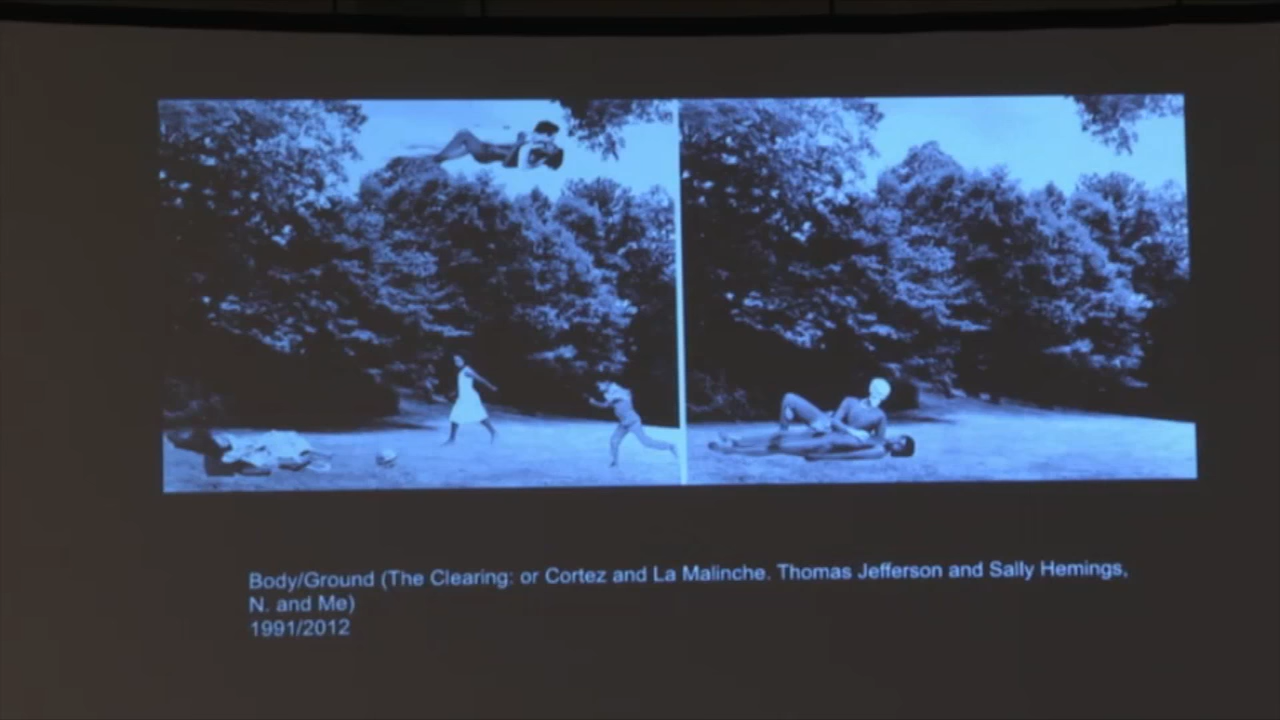 Body/Ground (The Clearing: or Cortez and La Malinche. Thomas Jefferson and Sally Hemings,
N. and Me)
1991/2012